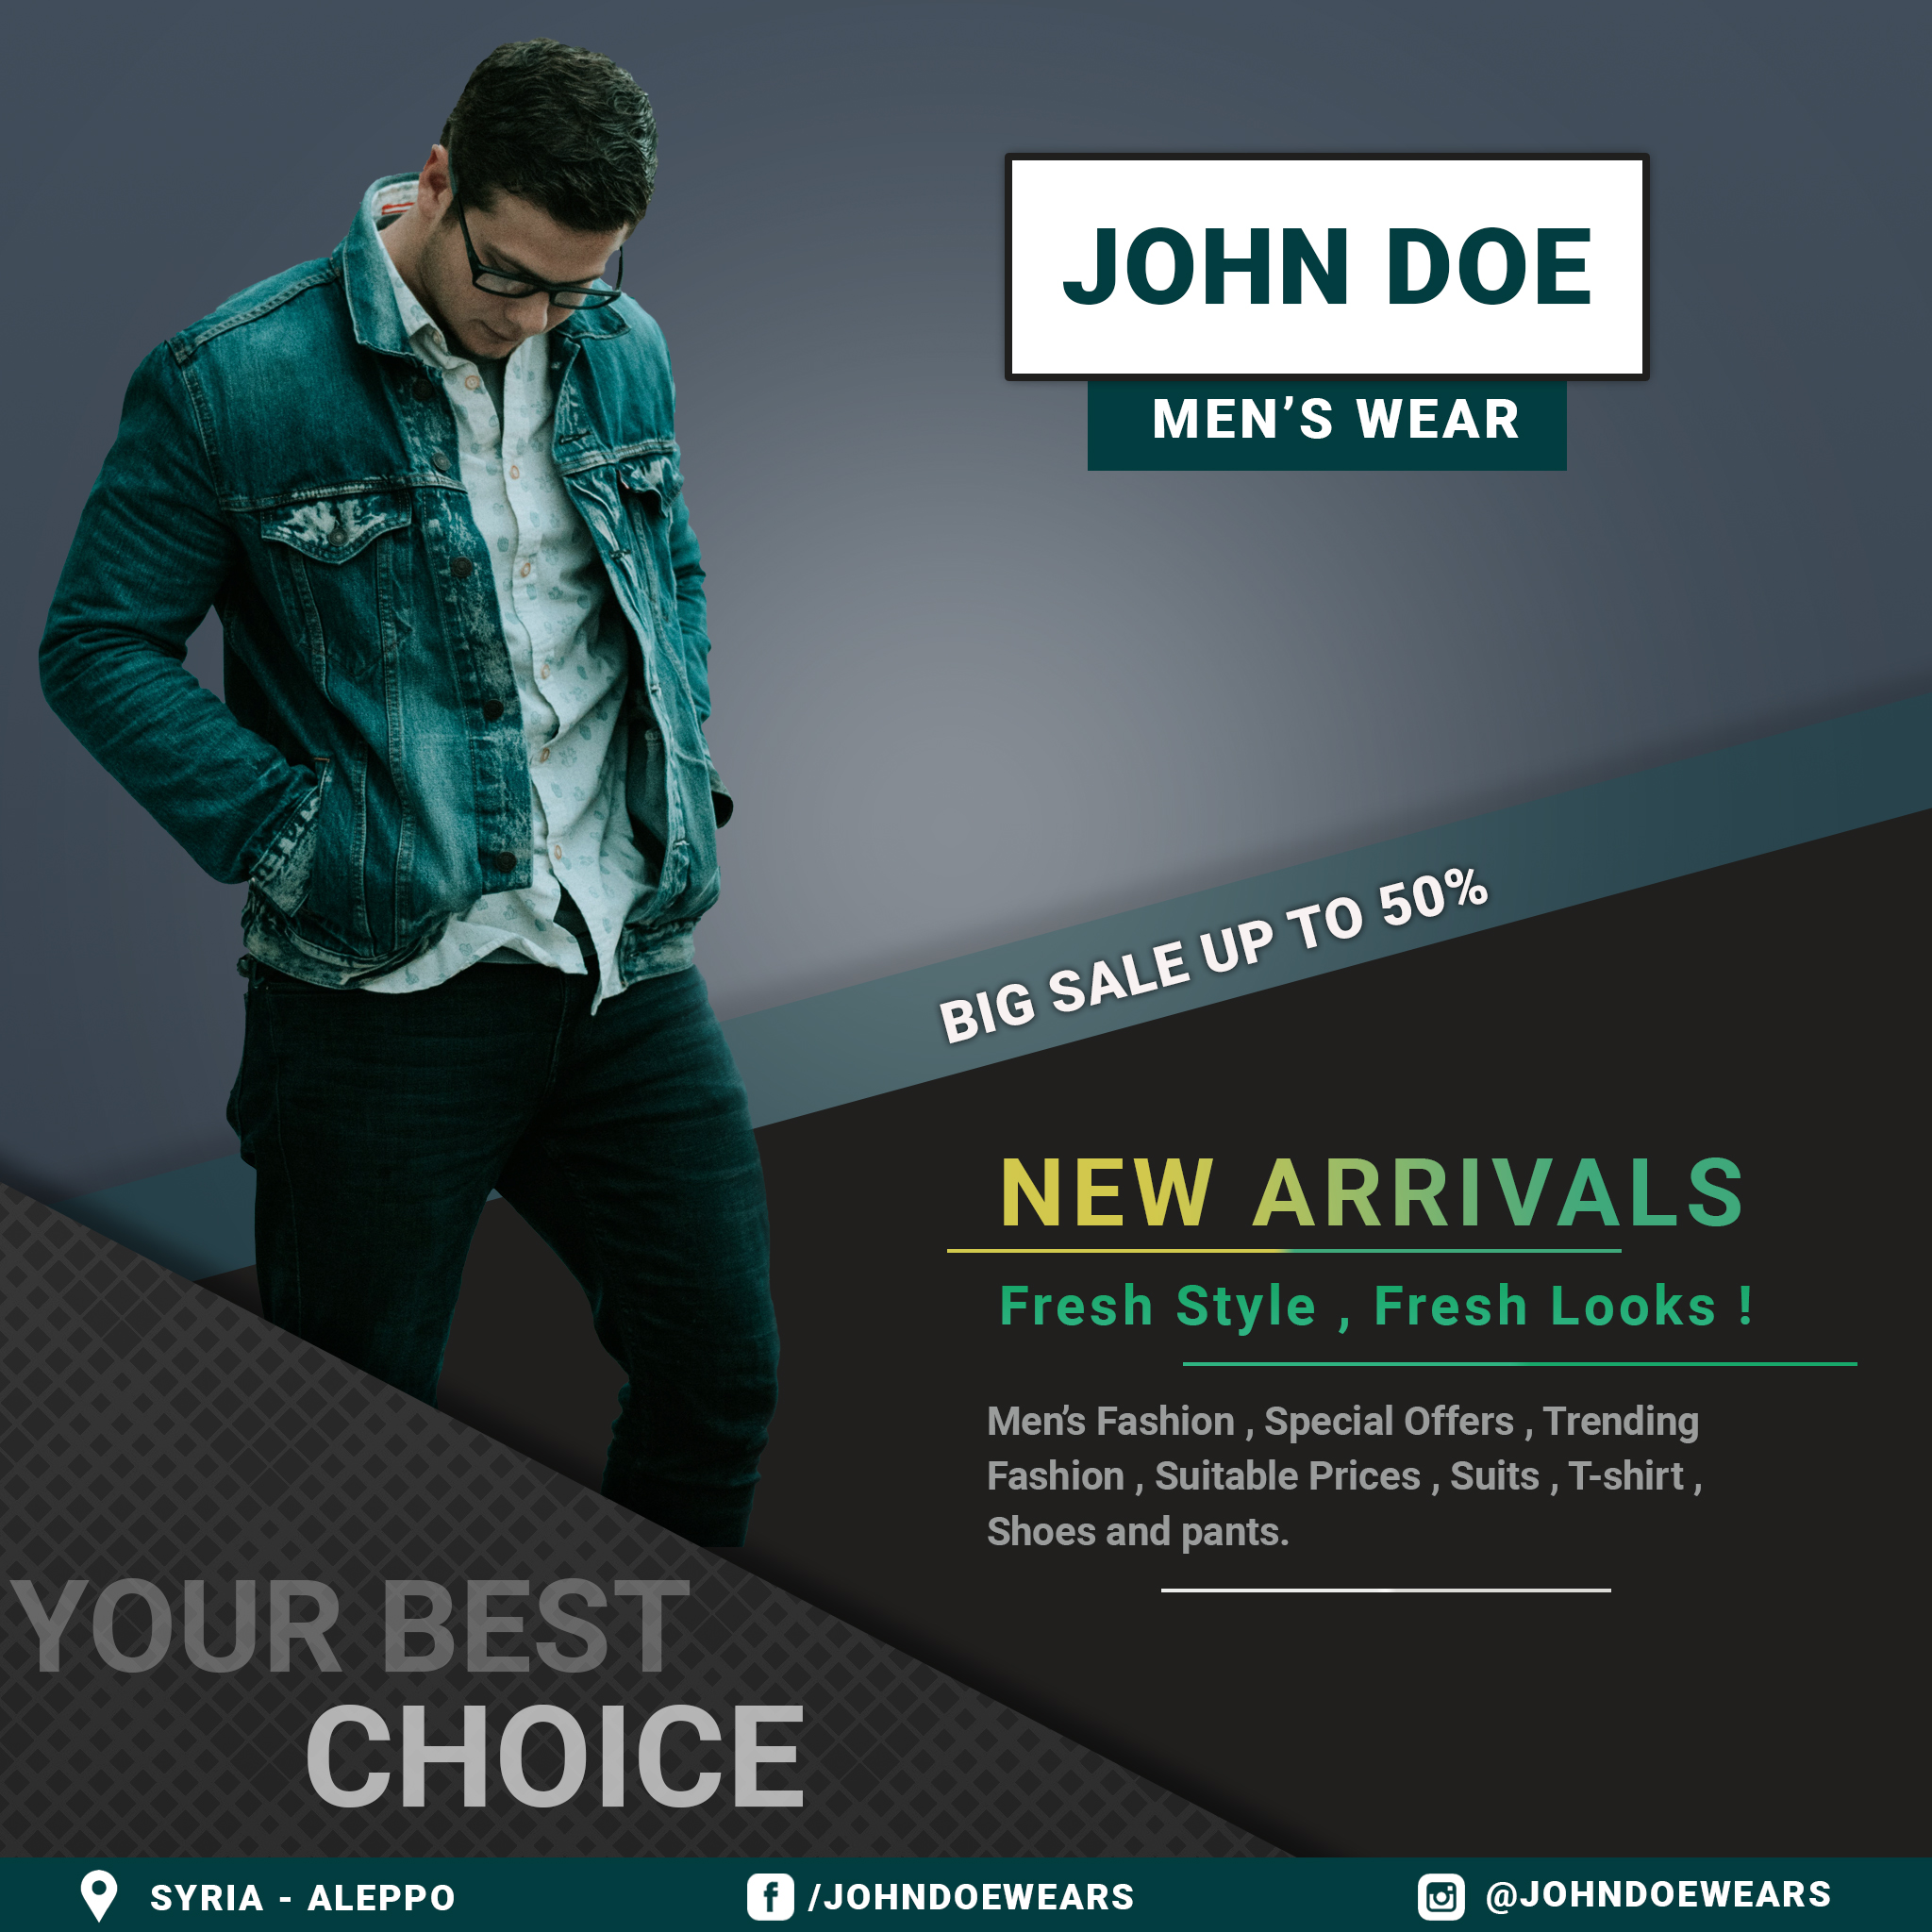 JOHN DOE
MEN’S WEAR
BIG SALE UP TO 50%
NEW ARRIVALS
Fresh Style , Fresh Looks !
Men’s Fashion , Special Offers , Trending
Fashion , Suitable Prices , Suits , T-shirt ,
Shoes and pants.
YOUR BEST
CHOICE
SYRIA - ALEPPO
/JOHNDOEWEARS
@JOHNDOEWEARS